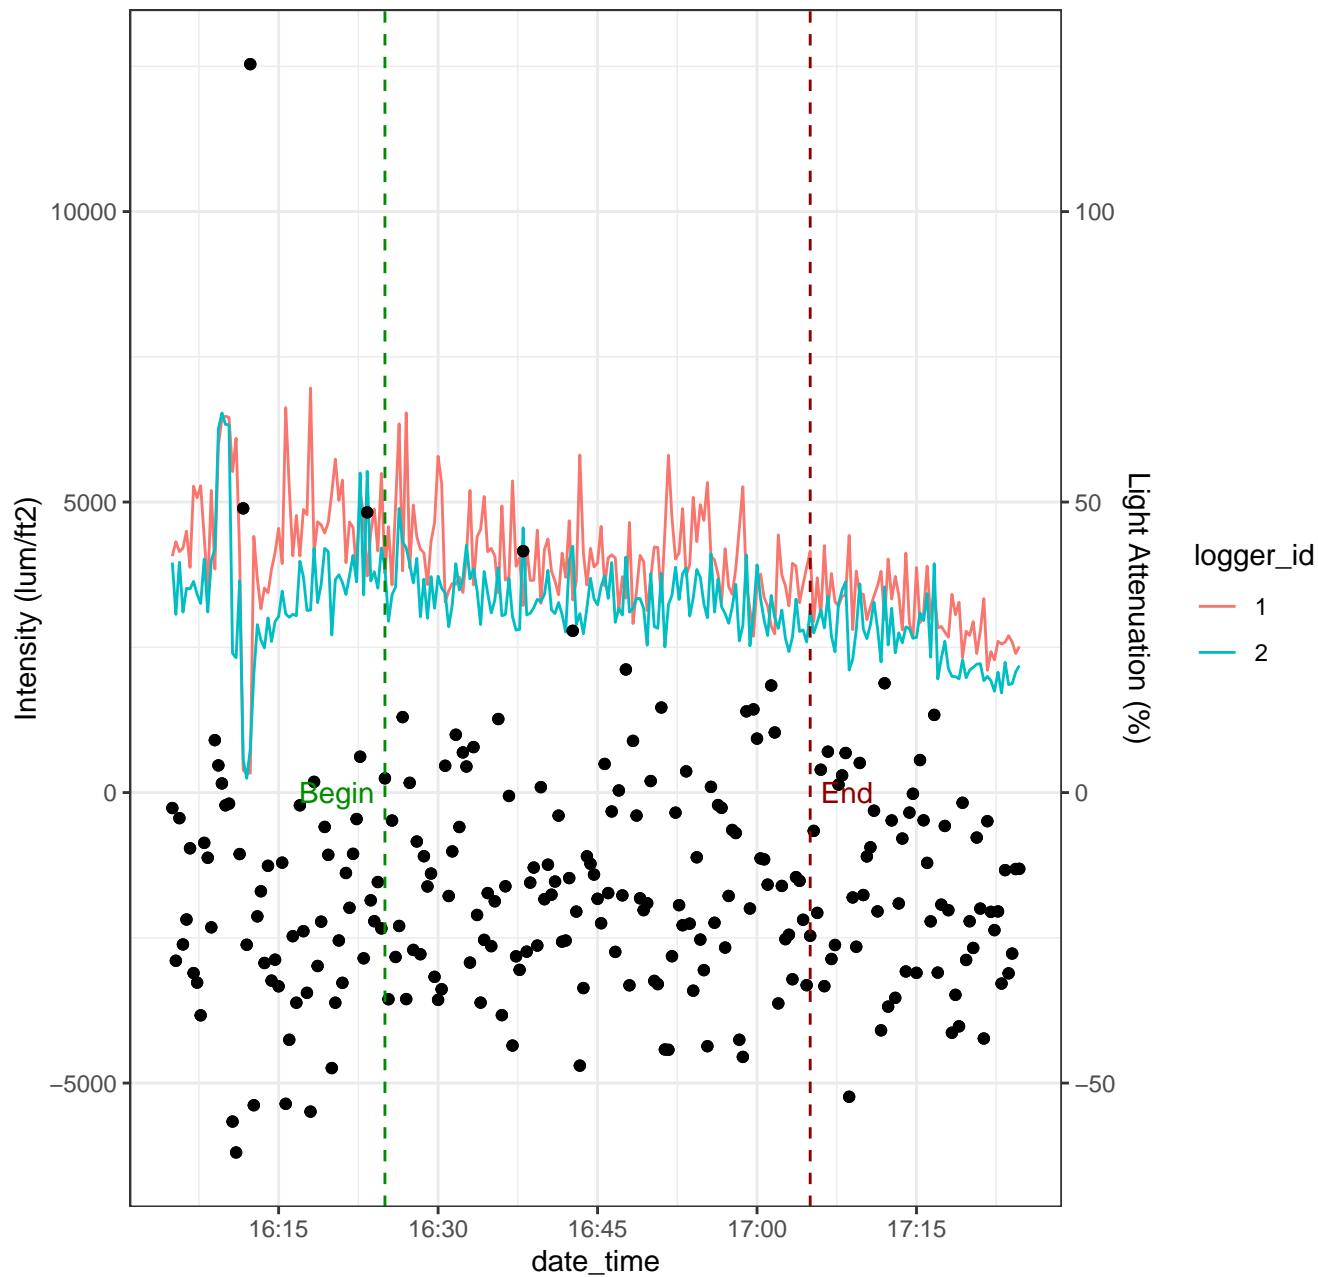 10000
5000
0
−5000
100
50
0
−50
Begin
End
16:15
16:30
16:45
17:00
17:15
date_time
Intensity (lum/ft2)
Light Attenuation (%)
logger_id
1
2